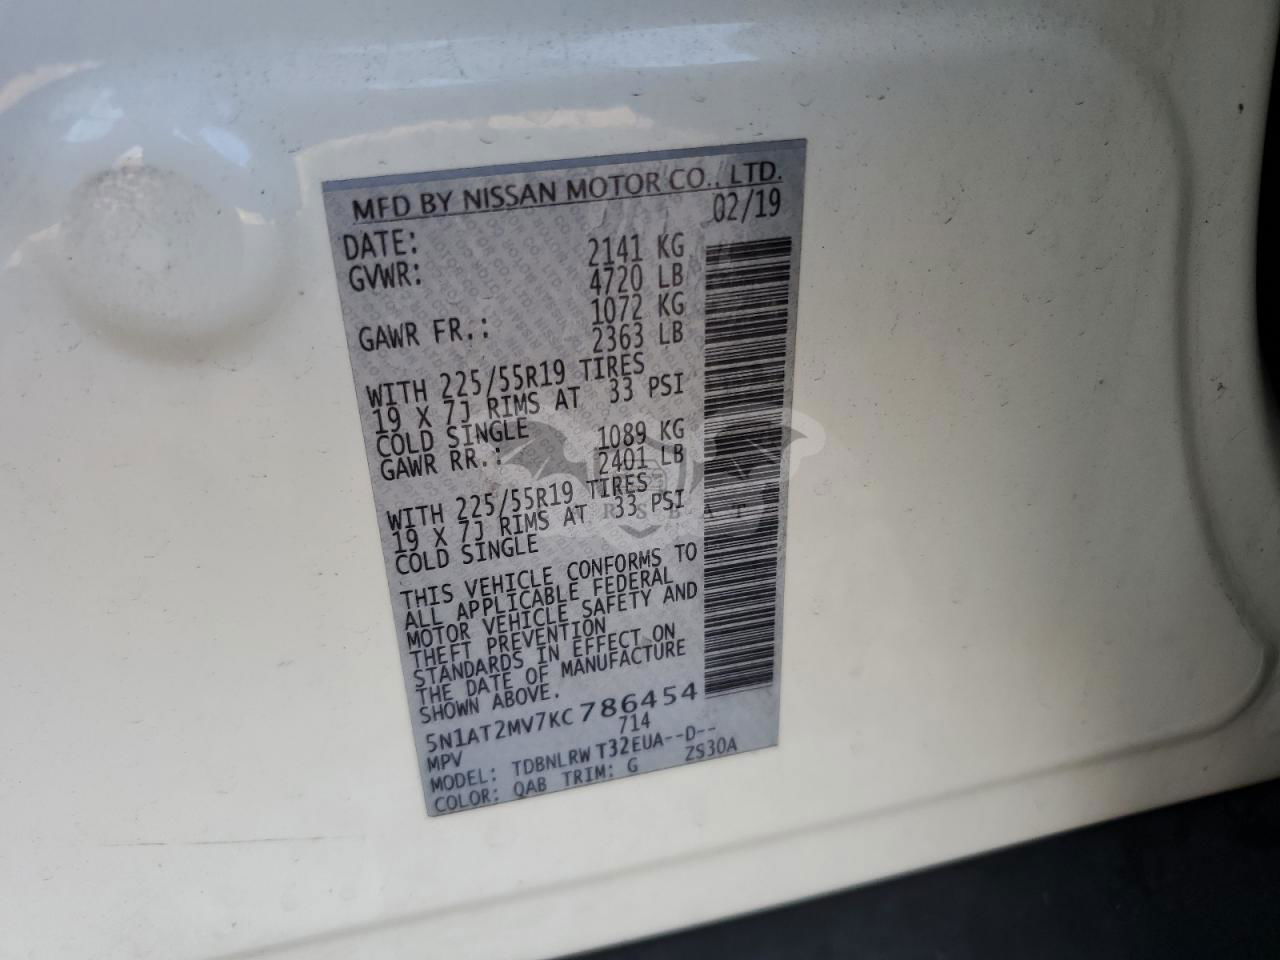 MFD BY NISSAN MOTOR CO., LTD.
DATE: 02/19
GVWR: 2141 KG
4720 LB
GAWR FR.: 1072 KG
2363 LB
WITH 225/55R19 TIRES
19 X 7J RIMS AT 33 PSI
COLD SINGLE
GAWR RR.: 1089 KG
2401 LB
WITH 225/55R19 TIRES
19 X 7J RIMS AT 33 PSI
COLD SINGLE
THIS VEHICLE CONFORMS TO
ALL APPLICABLE FEDERAL
MOTOR VEHICLE SAFETY AND
THEFT PREVENTION
STANDARDS IN EFFECT ON
THE DATE OF MANUFACTURE
SHOWN ABOVE.
5N1AT2MV7KC786454
MPV 714
MODEL: TDBNLRW T32EUA--D--
COLOR: QAB TRIM: G ZS30A